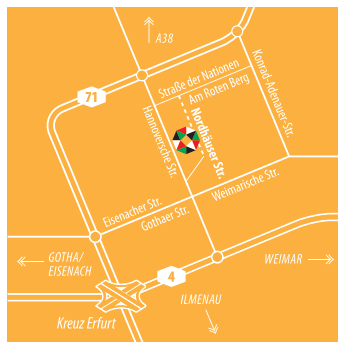 A38
71
Straße der Nationen
Am Roten Berg
Konrad-Adenauer-Str.
Hannoversche Str.
Nordhäuser Str.
Eisenacher Str.
Gothaer Str.
Weimarische Str.
GOTHA/
EISENACH
4
WEIMAR
ILMENAU
Kreuz Erfurt